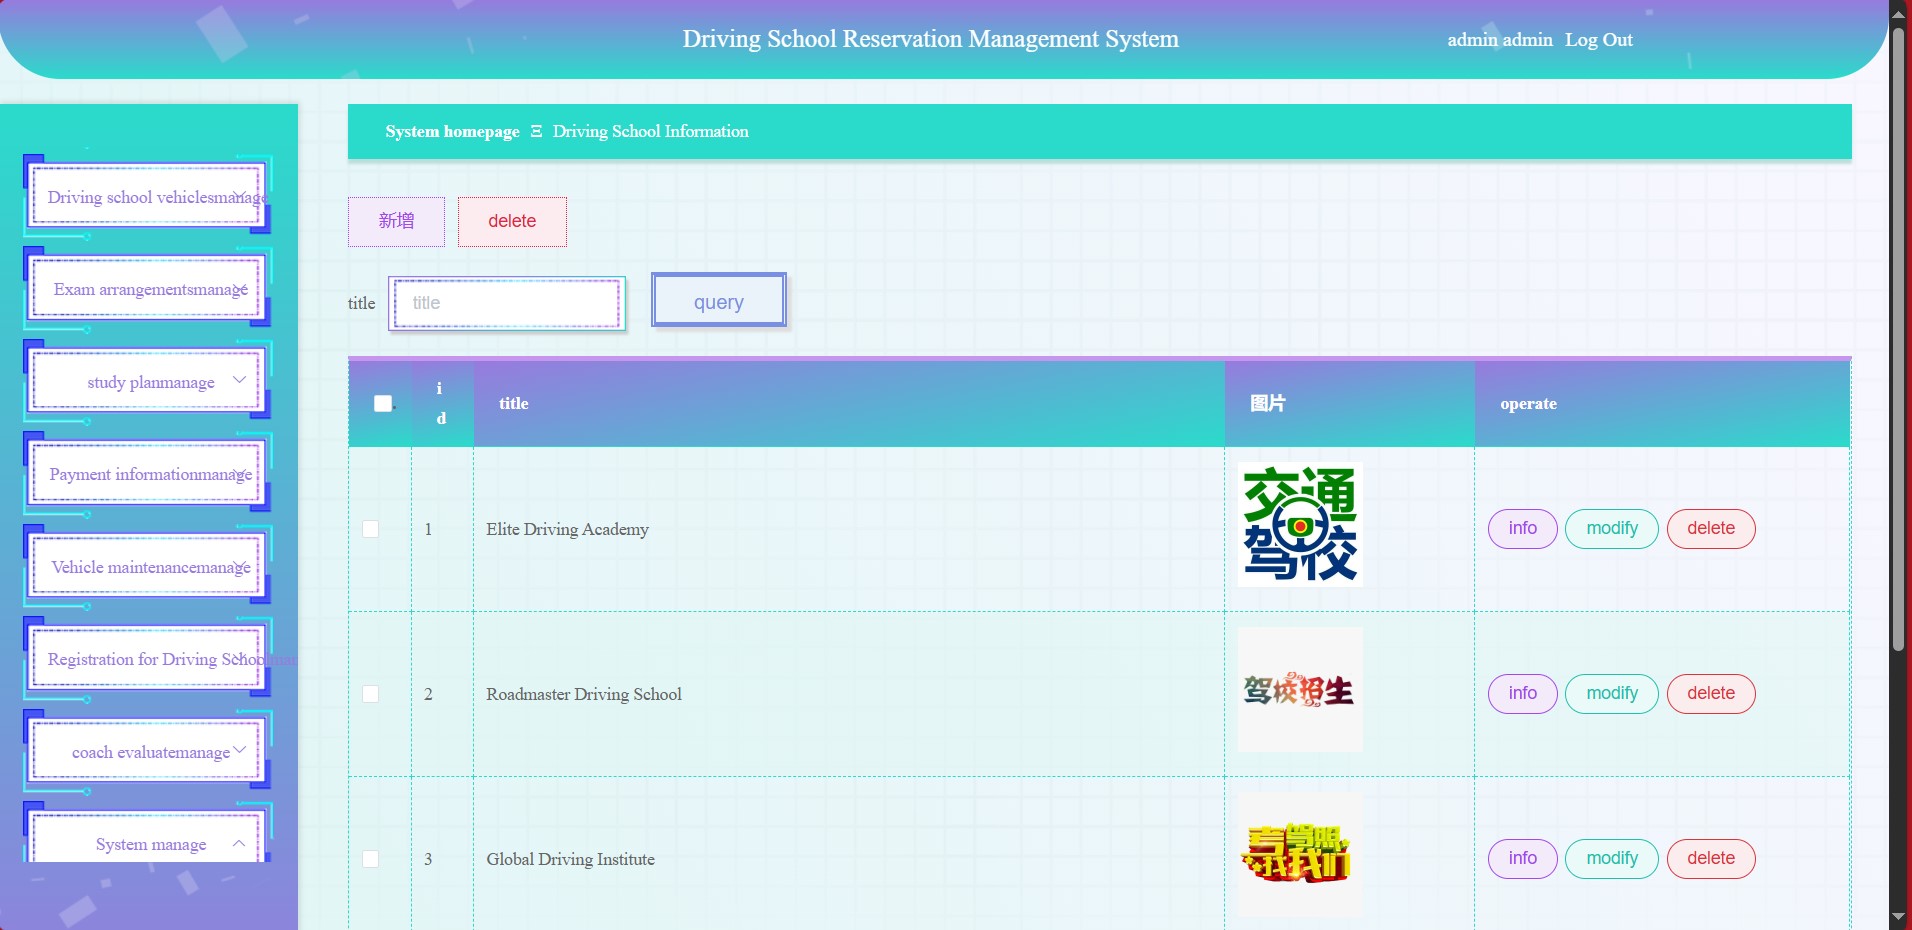 Driving School Reservation Management System
admin admin Log Out
System homepage Ξ Driving School Information
Driving school vehiclesmanage
Exam arrangementsmanage
study planmanage
Payment informationmanage
Vehicle maintenancemanage
Registration for Driving Schoolman
coach evaluatemanage
System manage
新增 delete
title title query
id title 图片 operate
1 Elite Driving Academy 交通驾校 info modify delete
2 Roadmaster Driving School 驾校招生 info modify delete
3 Global Driving Institute 考驾照找我们 info modify delete